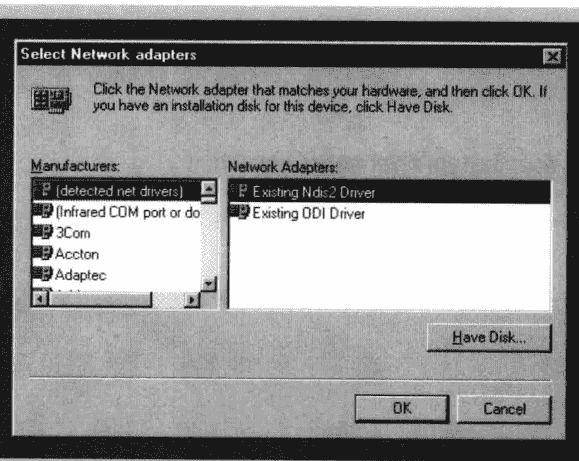 Select Network adapters
Click the Network adapter that matches your hardware, and then click OK. If
you have an installation disk for this device, click Have Disk.
Manufacturers:
(detected net drivers)
(Infrared COM port or do
3Com
Accton
Adaptec
Network Adapters:
Existing Ndis2 Driver
Existing ODI Driver
Have Disk...
OK
Cancel